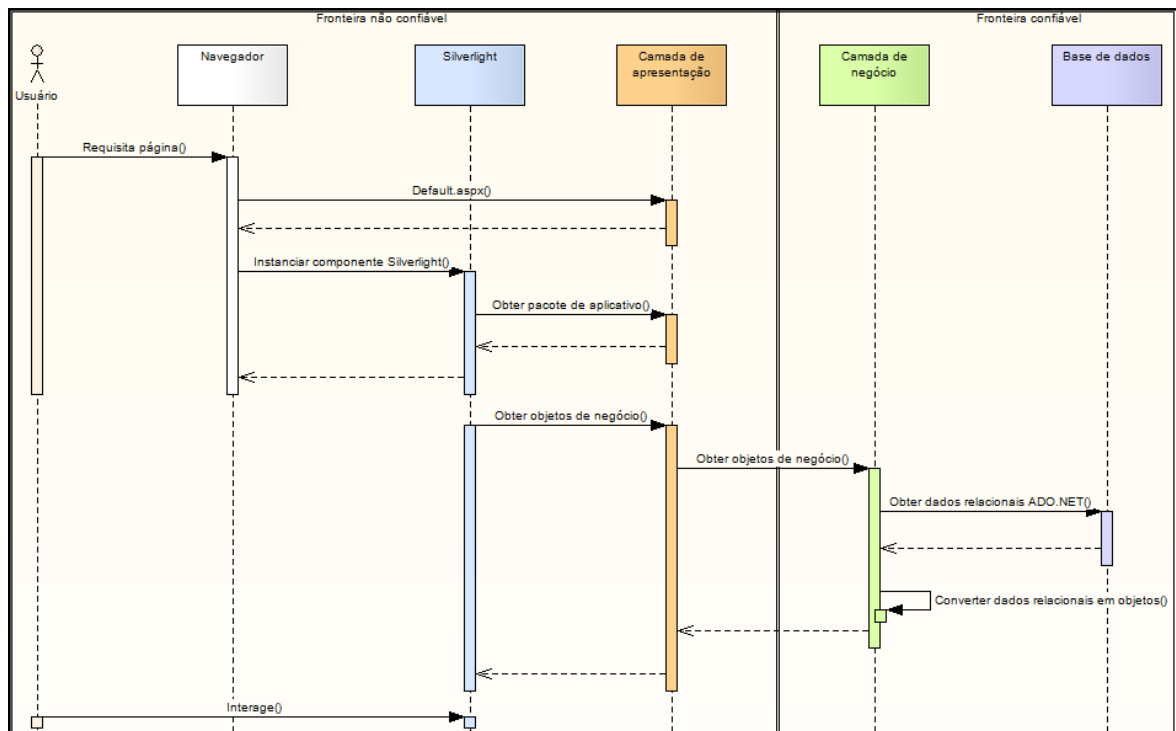 Fronteira não confiável
Fronteira confiável
Usuário
Navegador
Silverlight
Camada de
apresentação
Camada de
negócio
Base de dados
Requisita página()
Default.aspx()
Instanciar componente Silverlight()
Obter pacote de aplicativo()
Obter objetos de negócio()
Obter objetos de negócio()
Obter dados relacionais ADO.NET()
Converter dados relacionais em objetos()
Interage()